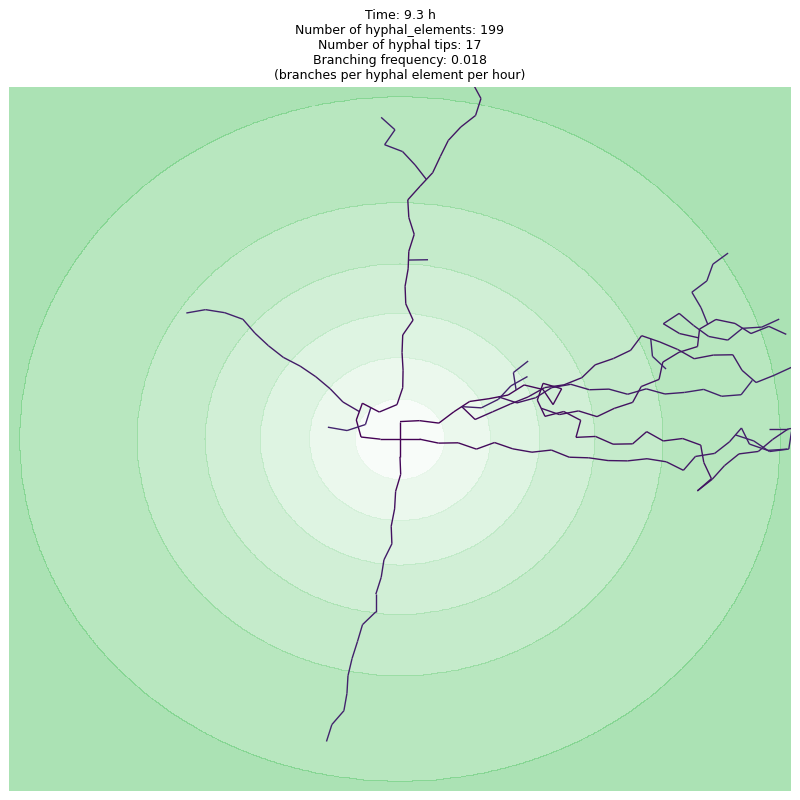 Time: 9.3 h
Number of hyphal_elements: 199
Number of hyphal tips: 17
Branching frequency: 0.018
(branches per hyphal element per hour)